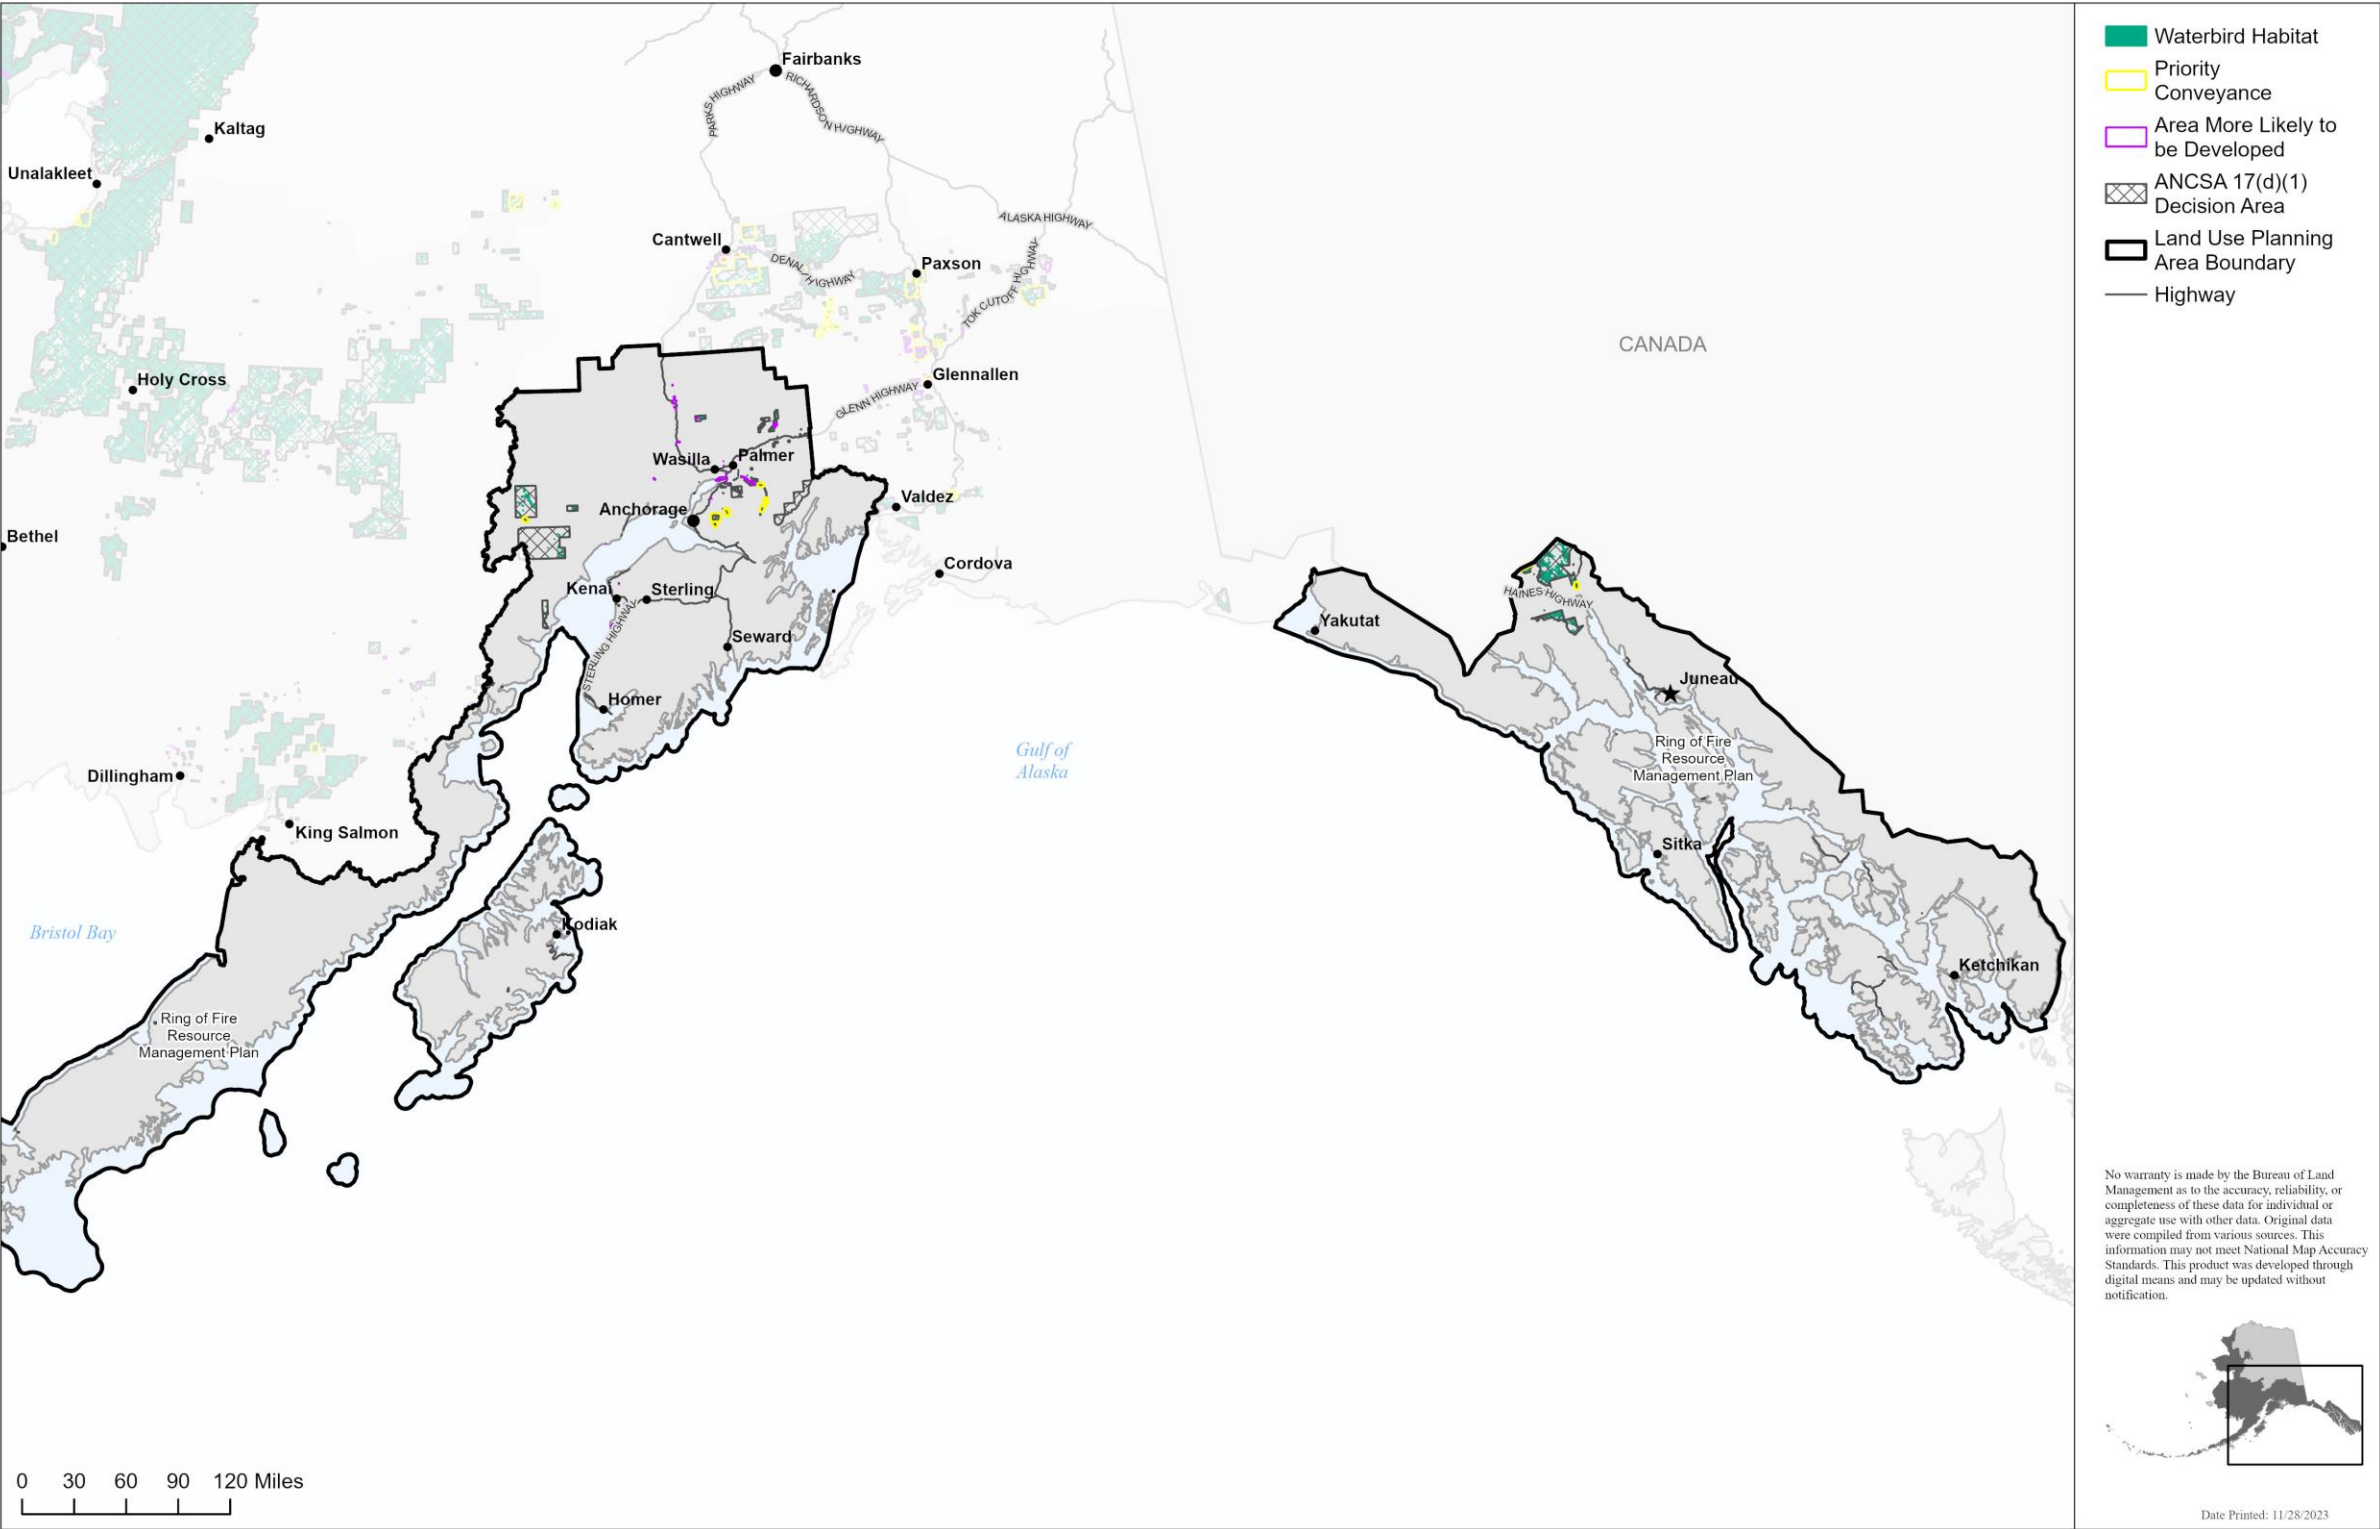 Fairbanks
PARKS HIGHWAY
RICHARDSON HIGHWAY
Kaltag
Unalakleet
ALASKA HIGHWAY
Cantwell
DENALI HIGHWAY
Paxson
TOK CUTOFF HIGHWAY
CANADA
Holy Cross
Glennallen
GLENN HIGHWAY
Wasilla
Palmer
Anchorage
Valdez
Bethel
Cordova
Kenai
Sterling
STERLING HIGHWAY
Seward
Homer
HAINES HIGHWAY
Yakutat
Juneau
Ring of Fire
Resource
Management Plan
Gulf of
Alaska
Dillingham
King Salmon
Sitka
Kodiak
Bristol Bay
Ketchikan
Ring of Fire
Resource
Management Plan
0 30 60 90 120 Miles
Waterbird Habitat
Priority
Conveyance
Area More Likely to
be Developed
ANCSA 17(d)(1)
Decision Area
Land Use Planning
Area Boundary
Highway
No warranty is made by the Bureau of Land
Management as to the accuracy, reliability, or
completeness of these data for individual or
aggregate use with other data. Original data
were compiled from various sources. This
information may not meet National Map Accuracy
Standards. This product was developed through
digital means and may be updated without
notification.
Date Printed: 11/28/2023